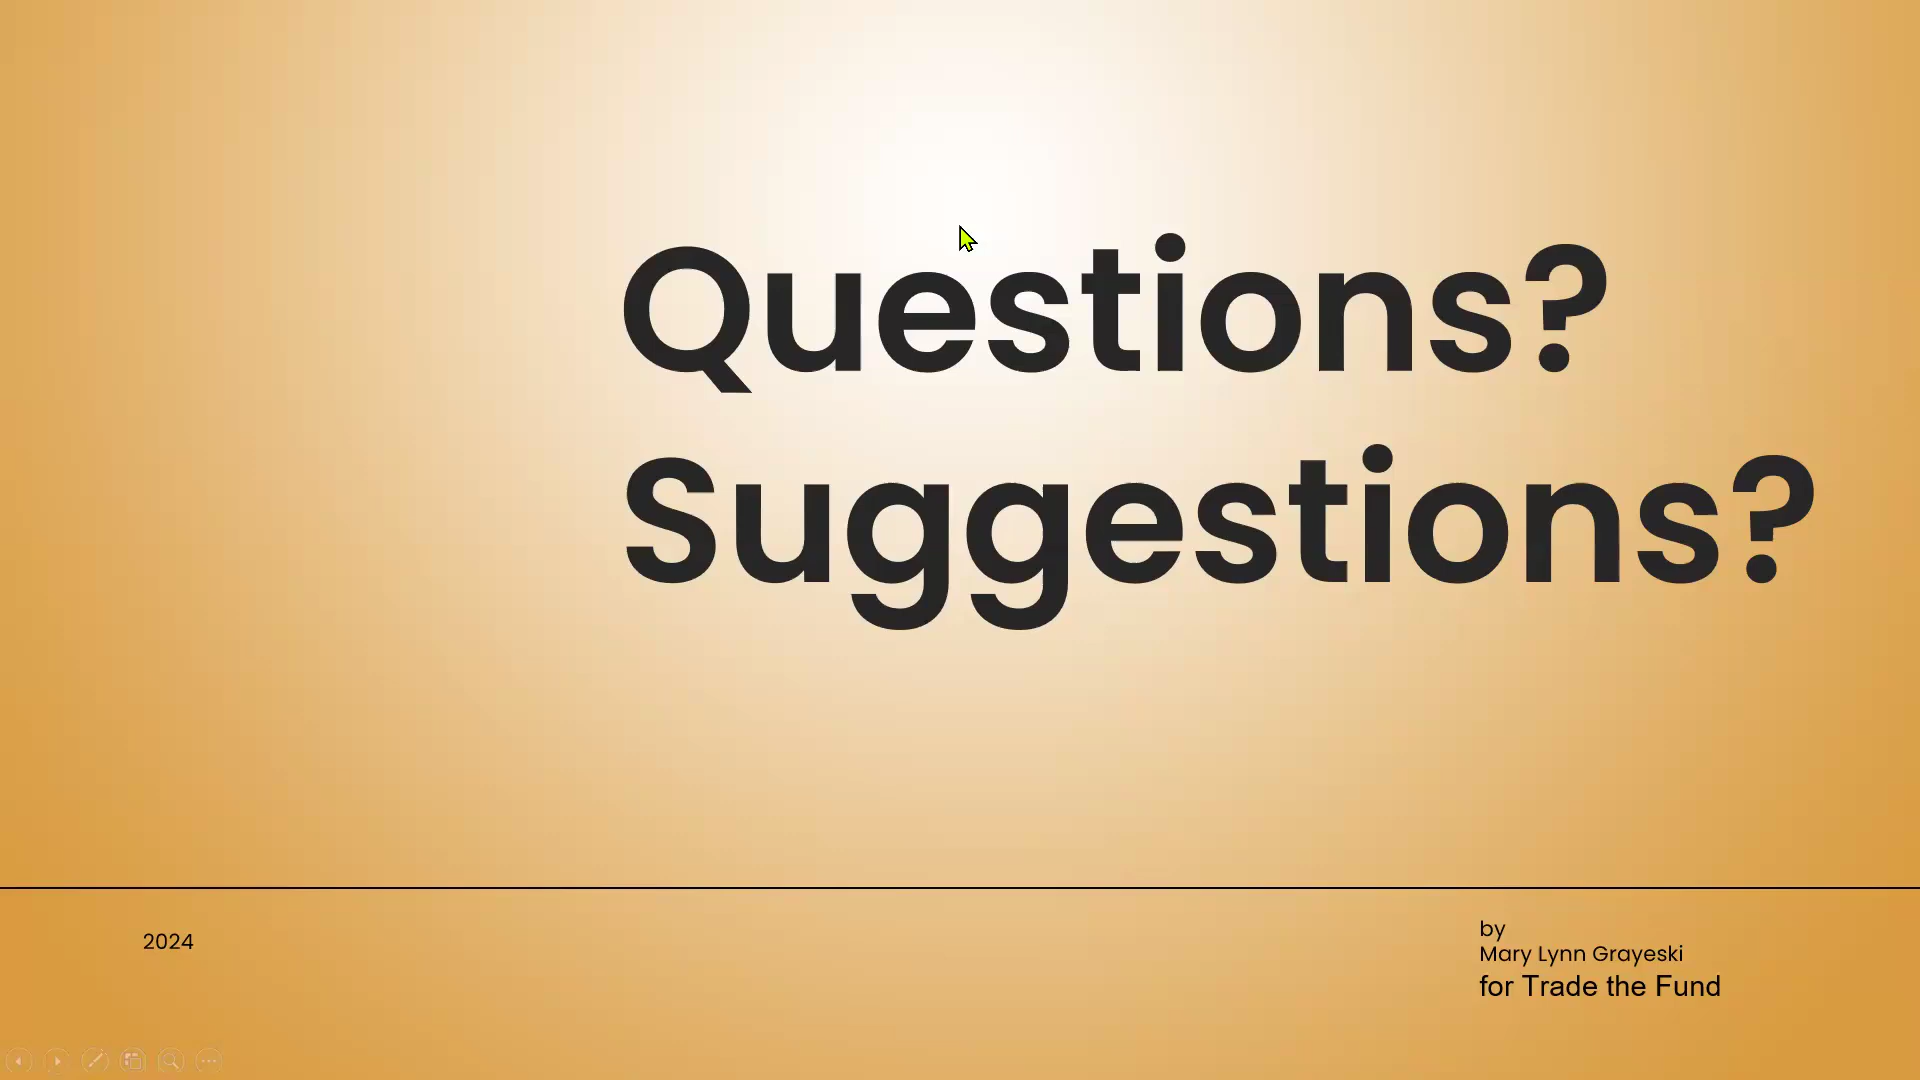 Questions?
Suggestions?
2024
by
Mary Lynn Grayeski
for Trade the Fund